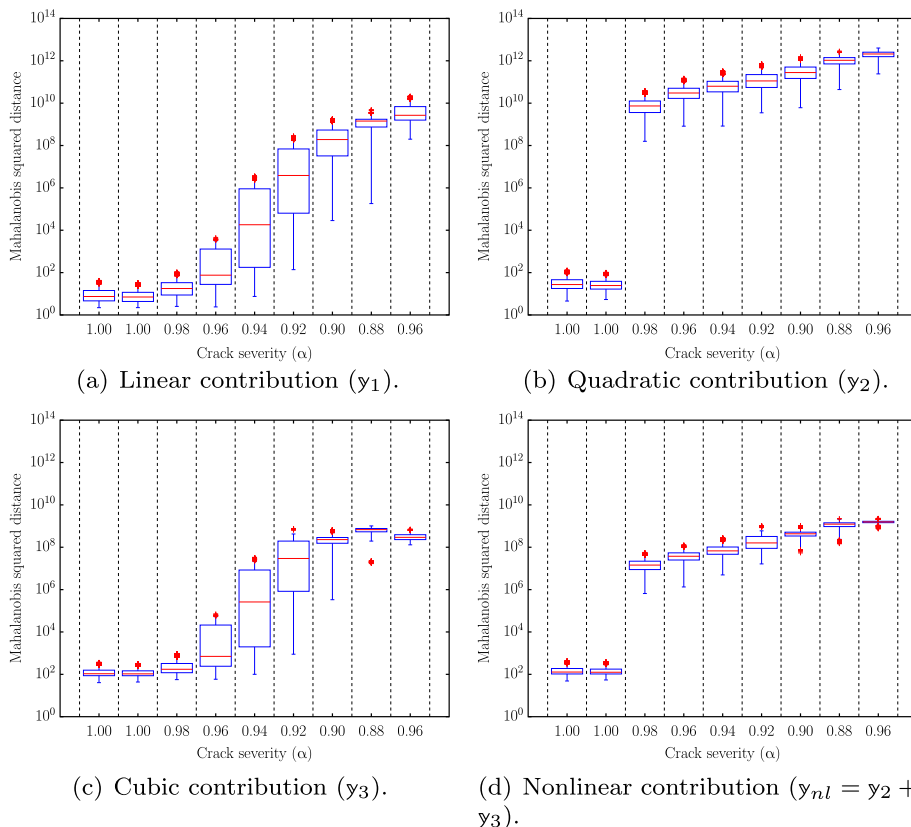 10^14
10^12
10^10
10^8
10^6
10^4
10^2
10^0
Mahalanobis squared distance
1.00 1.00 0.98 0.96 0.94 0.92 0.90 0.88 0.96
Crack severity (α)
(a) Linear contribution (y₁).
10^14
10^12
10^10
10^8
10^6
10^4
10^2
10^0
Mahalanobis squared distance
1.00 1.00 0.98 0.96 0.94 0.92 0.90 0.88 0.96
Crack severity (α)
(b) Quadratic contribution (y₂).
10^14
10^12
10^10
10^8
10^6
10^4
10^2
10^0
Mahalanobis squared distance
1.00 1.00 0.98 0.96 0.94 0.92 0.90 0.88 0.96
Crack severity (α)
(c) Cubic contribution (y₃).
10^14
10^12
10^10
10^8
10^6
10^4
10^2
10^0
Mahalanobis squared distance
1.00 1.00 0.98 0.96 0.94 0.92 0.90 0.88 0.96
Crack severity (α)
(d) Nonlinear contribution (yₙₗ = y₂ +
y₃).